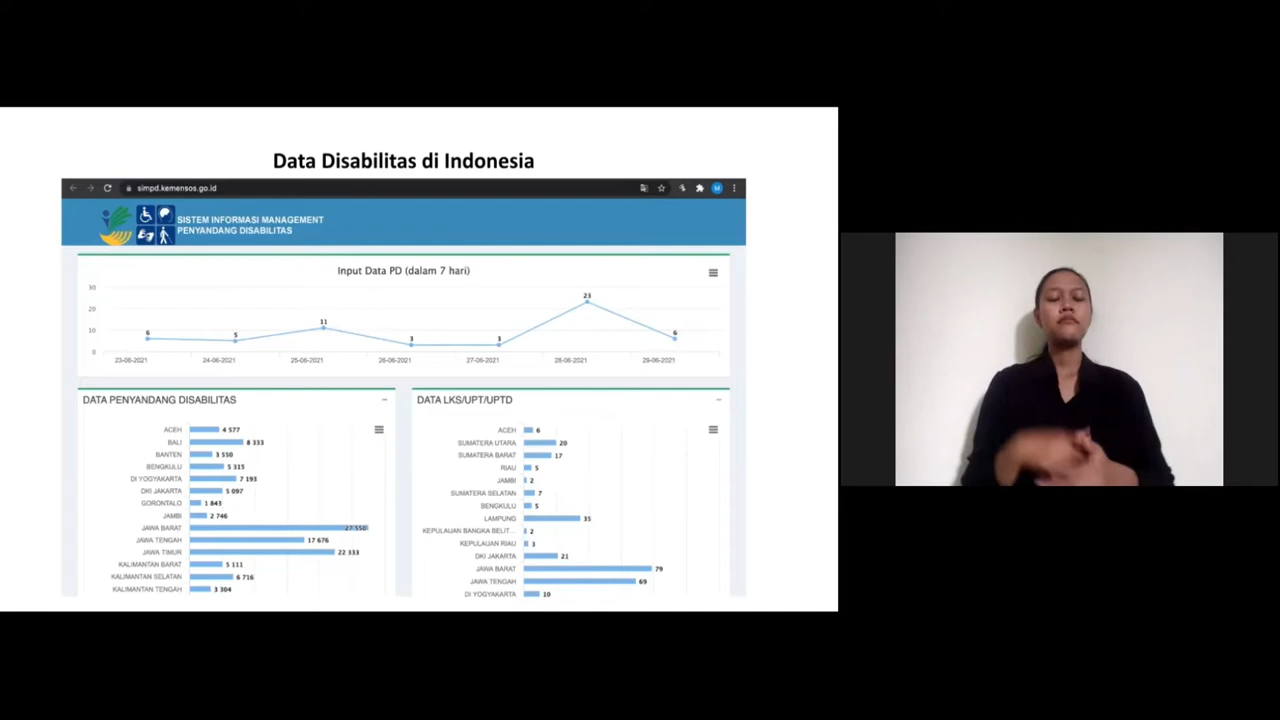 Data Disabilitas di Indonesia
simpd.kemensos.go.id
M
SISTEM INFORMASI MANAGEMENT
PENYANDANG DISABILITAS
Input Data PD (dalam 7 hari)
30
20
10
0
6
5
11
3
3
23
6
23-06-2021
24-06-2021
25-06-2021
26-06-2021
27-06-2021
28-06-2021
29-06-2021
DATA PENYANDANG DISABILITAS
ACEH 4 577
BALI 8 333
BANTEN 3 550
BENGKULU 5 315
DI YOGYAKARTA 7 193
DKI JAKARTA 5 097
GORONTALO 1 843
JAMBI 2 746
JAWA BARAT 27 550
JAWA TENGAH 17 676
JAWA TIMUR 22 333
KALIMANTAN BARAT 5 111
KALIMANTAN SELATAN 6 716
KALIMANTAN TENGAH 3 304
DATA LKS/UPT/UPTD
ACEH 6
SUMATERA UTARA 20
SUMATERA BARAT 17
RIAU 5
JAMBI 2
SUMATERA SELATAN 7
BENGKULU 5
LAMPUNG 35
KEPULAUAN BANGKA BELIT... 2
KEPULAUAN RIAU 3
DKI JAKARTA 21
JAWA BARAT 79
JAWA TENGAH 69
DI YOGYAKARTA 10